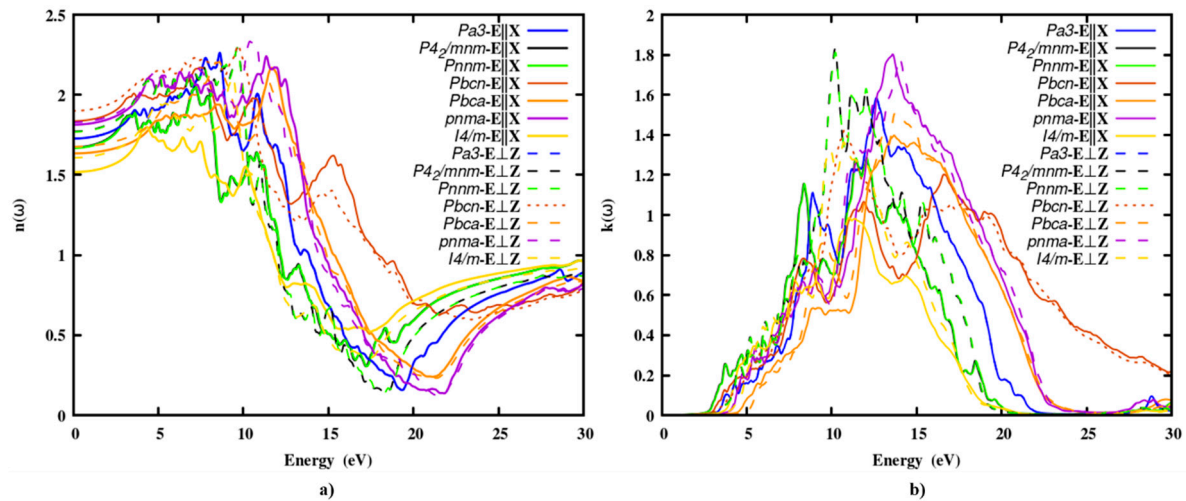 Pa3-E∥X
P4₂/mnm-E∥X
Pnnm-E∥X
Pbcn-E∥X
Pbca-E∥X
pnma-E∥X
I4/m-E∥X
Pa3-E⊥Z
P4₂/mnm-E⊥Z
Pnnm-E⊥Z
Pbcn-E⊥Z
Pbca-E⊥Z
pnma-E⊥Z
I4/m-E⊥Z
n(ω)
2.5
2
1.5
1
0.5
0
0 5 10 15 20 25 30
Energy (eV)
a)
Pa3-E∥X
P4₂/mnm-E∥X
Pnnm-E∥X
Pbcn-E∥X
Pbca-E∥X
pnma-E∥X
I4/m-E∥X
Pa3-E⊥Z
P4₂/mnm-E⊥Z
Pnnm-E⊥Z
Pbcn-E⊥Z
Pbca-E⊥Z
pnma-E⊥Z
I4/m-E⊥Z
k(ω)
2
1.8
1.6
1.4
1.2
1
0.8
0.6
0.4
0.2
0
0 5 10 15 20 25 30
Energy (eV)
b)